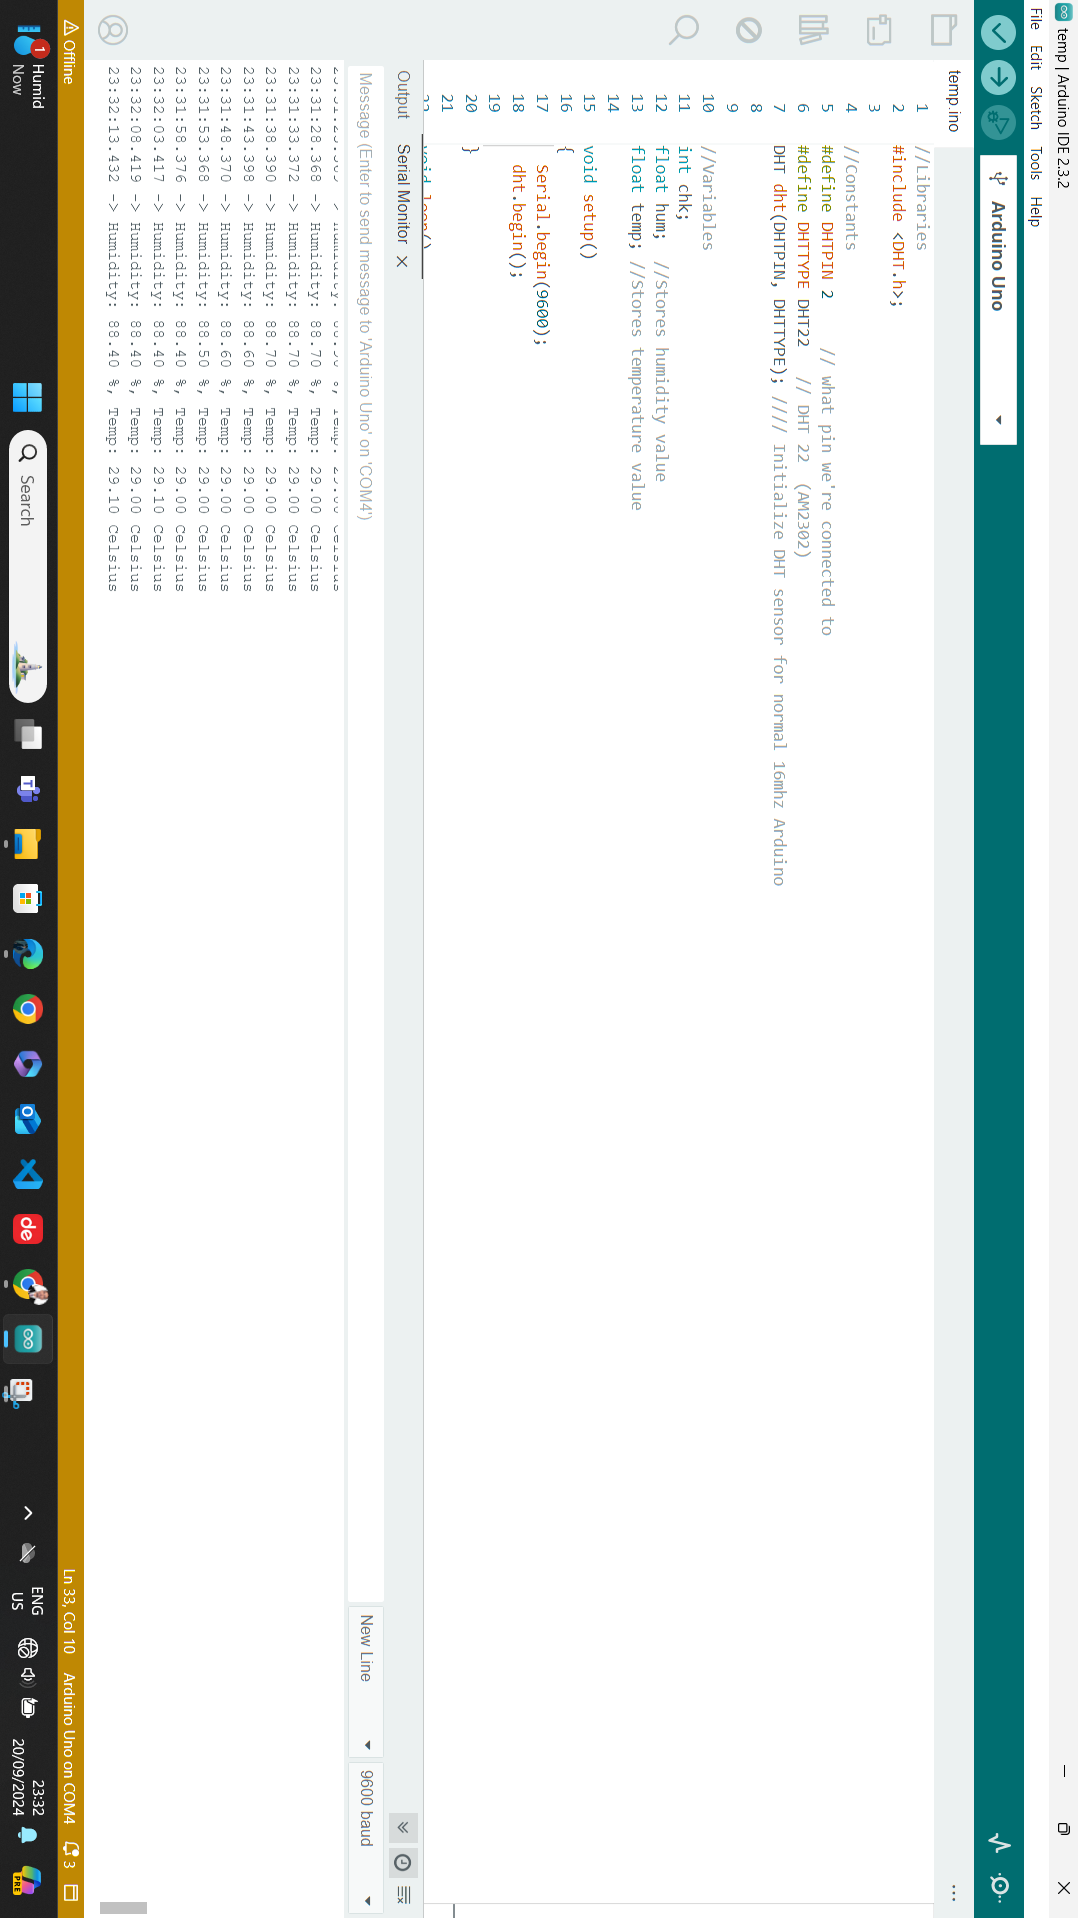 temp | Arduino IDE 2.3.2
File Edit Sketch Tools Help
Arduino Uno
temp.ino
1 //Libraries
2 #include <DHT.h>;
3
4 //Constants
5 #define DHTPIN 2 // what pin we're connected to
6 #define DHTTYPE DHT22 // DHT 22 (AM2302)
7 DHT dht(DHTPIN, DHTTYPE); //// Initialize DHT sensor for normal 16mhz Arduino
8
9
10 //Variables
11 int chk;
12 float hum; //Stores humidity value
13 float temp; //Stores temperature value
14
15 void setup()
16 {
17 Serial.begin(9600);
18 dht.begin();
19
20 }
21
22 void loop()
Output Serial Monitor
Message (Enter to send message to 'Arduino Uno' on 'COM4')
New Line
9600 baud
23:31:28.368 -> Humidity: 88.70 %, Temp: 29.00 Celsius
23:31:33.372 -> Humidity: 88.70 %, Temp: 29.00 Celsius
23:31:38.390 -> Humidity: 88.70 %, Temp: 29.00 Celsius
23:31:43.398 -> Humidity: 88.60 %, Temp: 29.00 Celsius
23:31:48.370 -> Humidity: 88.60 %, Temp: 29.00 Celsius
23:31:53.368 -> Humidity: 88.50 %, Temp: 29.00 Celsius
23:31:58.376 -> Humidity: 88.40 %, Temp: 29.00 Celsius
23:32:03.417 -> Humidity: 88.40 %, Temp: 29.10 Celsius
23:32:08.419 -> Humidity: 88.40 %, Temp: 29.00 Celsius
23:32:13.432 -> Humidity: 88.40 %, Temp: 29.10 Celsius
Offline
Ln 33, Col 10 Arduino Uno on COM4 3
1
Humid
Now
Search
de
ENG
US
23:32
20/09/2024
PRE